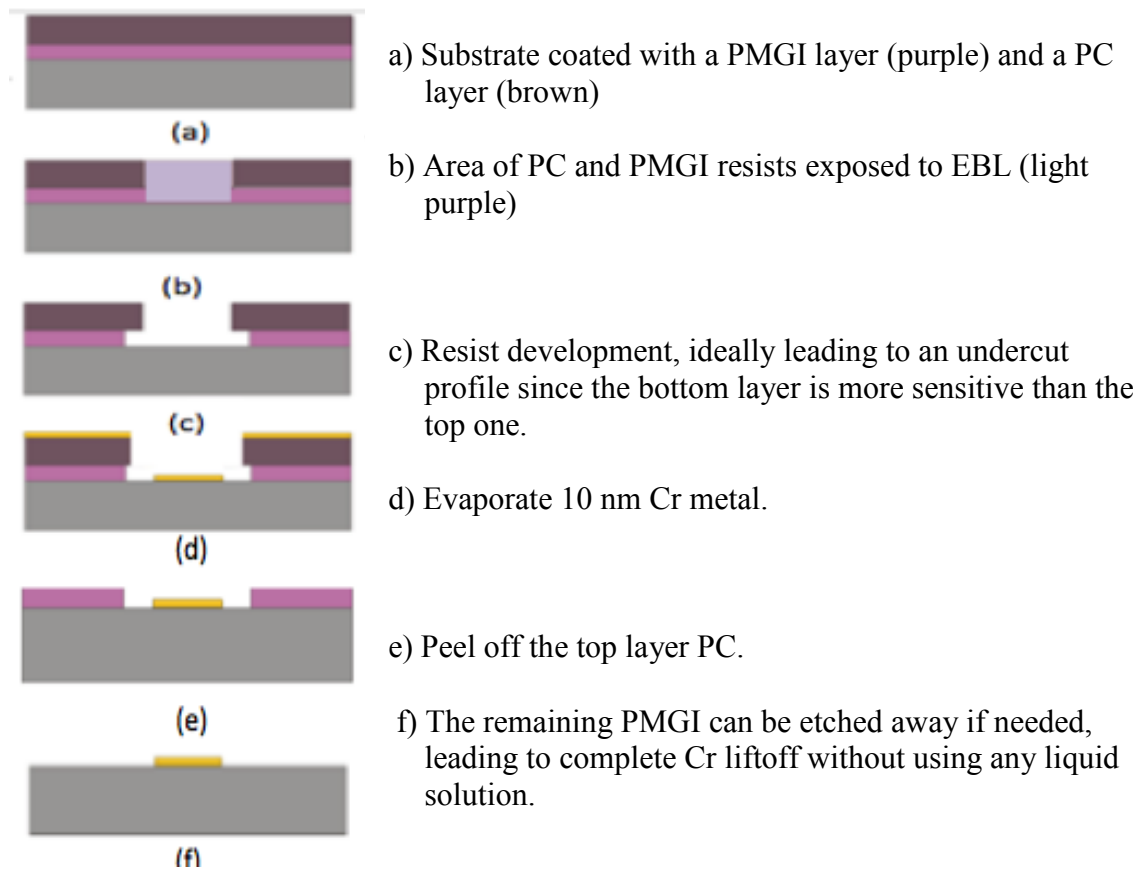 a) Substrate coated with a PMGI layer (purple) and a PC
layer (brown)
(a)
b) Area of PC and PMGI resists exposed to EBL (light
purple)
(b)
c) Resist development, ideally leading to an undercut
profile since the bottom layer is more sensitive than the
top one.
(c)
d) Evaporate 10 nm Cr metal.
(d)
e) Peel off the top layer PC.
(e)
f) The remaining PMGI can be etched away if needed,
leading to complete Cr liftoff without using any liquid
solution.
(f)